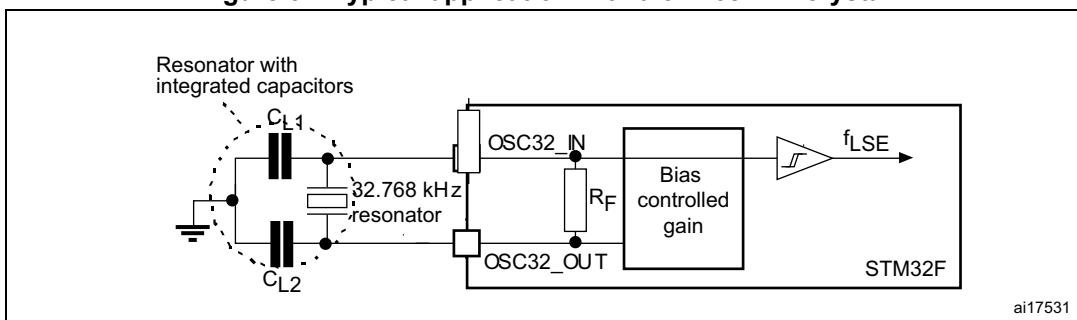 Resonator with
integrated capacitors
CL1
OSC32_IN
fLSE
32.768 kHz
resonator
RF
Bias
controlled
gain
OSC32_OUT
STM32F
CL2
ai17531